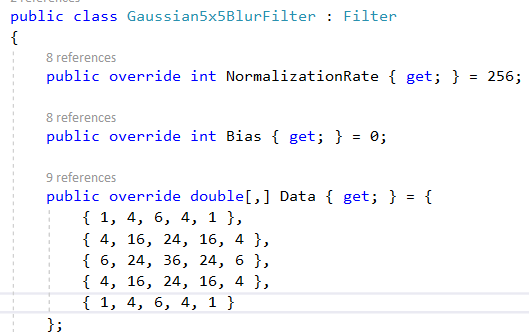 2 references
public class Gaussian5x5BlurFilter : Filter
{
8 references
public override int NormalizationRate { get; } = 256;
8 references
public override int Bias { get; } = 0;
9 references
public override double[,] Data { get; } = {
{ 1, 4, 6, 4, 1 },
{ 4, 16, 24, 16, 4 },
{ 6, 24, 36, 24, 6 },
{ 4, 16, 24, 16, 4 },
{ 1, 4, 6, 4, 1 }
};